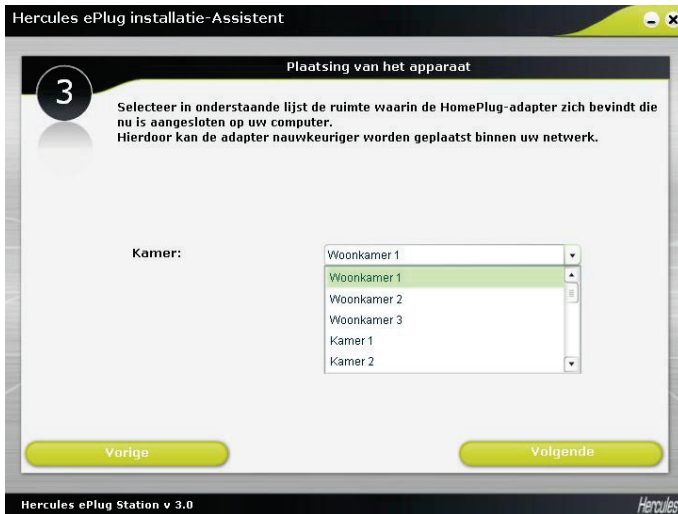 Hercules ePlug installatie-Assistent
Plaatsing van het apparaat
3
Selecteer in onderstaande lijst de ruimte waarin de HomePlug-adapter zich bevindt die
nu is aangesloten op uw computer.
Hierdoor kan de adapter nauwkeuriger worden geplaatst binnen uw netwerk.
Kamer:
Woonkamer 1
Woonkamer 1
Woonkamer 2
Woonkamer 3
Kamer 1
Kamer 2
Vorige
Volgende
Hercules ePlug Station v 3.0
Hercules